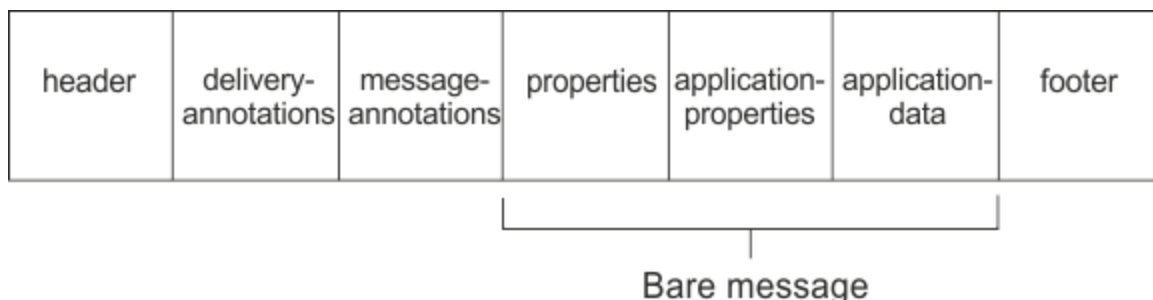 header
delivery-
annotations
message-
annotations
properties
application-
properties
application-
data
footer
Bare message